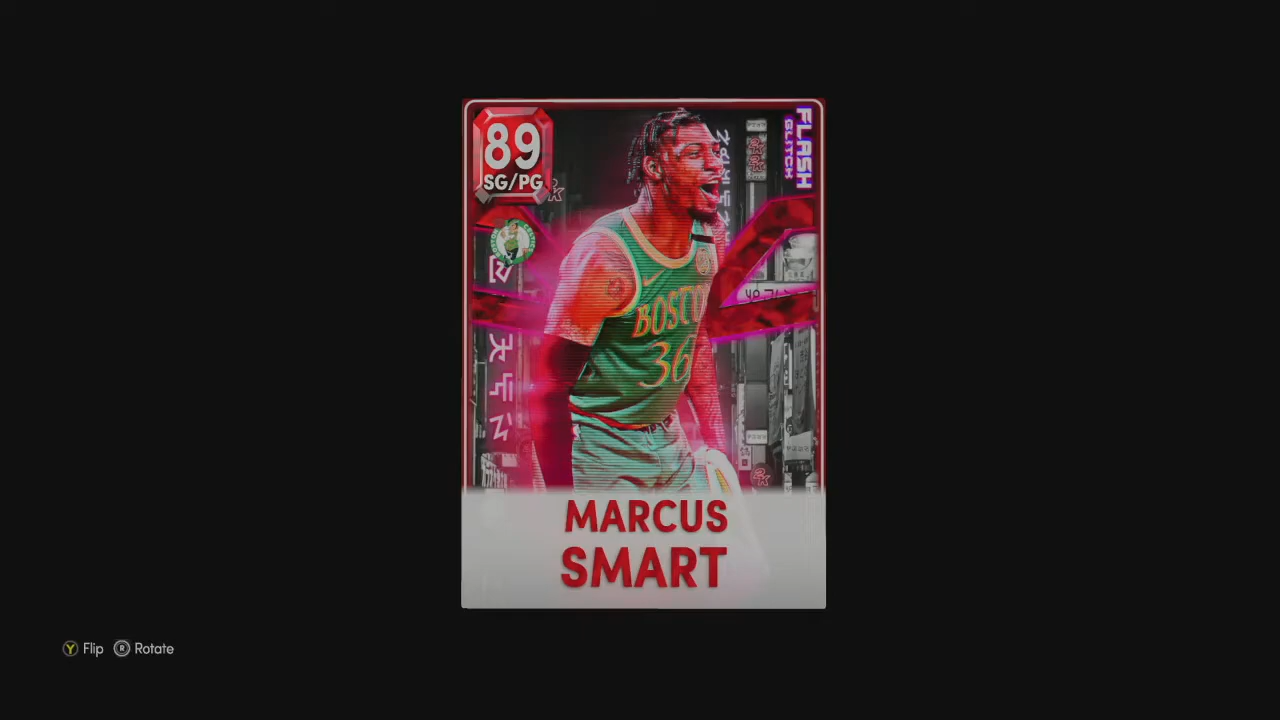 89
SG/PG
FLASH
GLITCH
BOSTON
36
MARCUS
SMART
Y Flip R Rotate